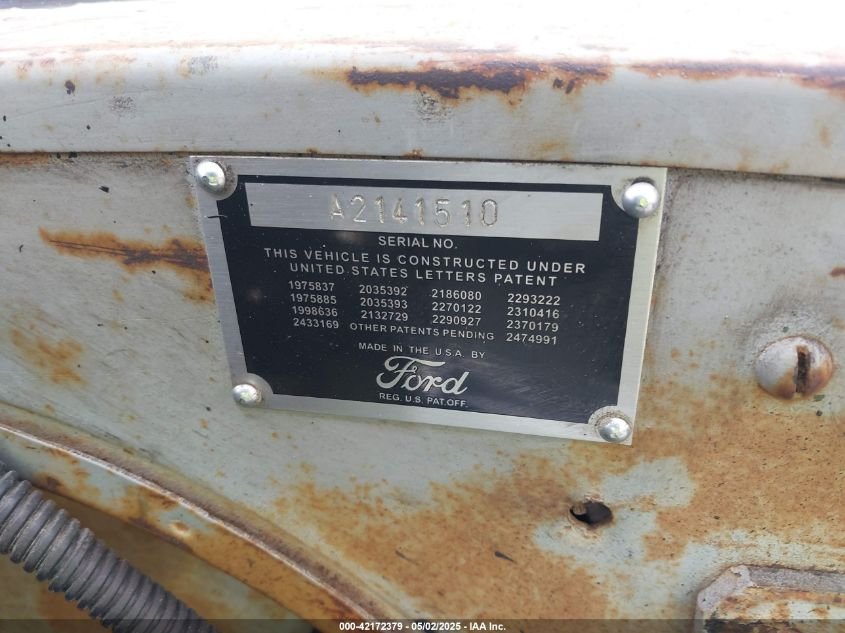 A2141510
SERIAL NO.
THIS VEHICLE IS CONSTRUCTED UNDER
UNITED STATES LETTERS PATENT
1975837 2035392 2186080 2293222
1975885 2035393 2270122 2310416
1998636 2132729 2290927 2370179
2433169 OTHER PATENTS PENDING 2474991
MADE IN THE U.S.A. BY
Ford
REG. U.S. PAT. OFF.
000-42172379 - 05/02/2025 - IAA Inc.